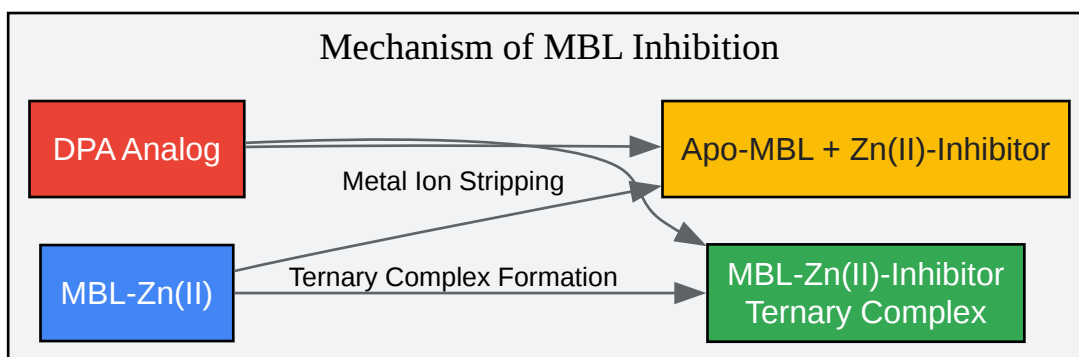 Mechanism of MBL Inhibition
DPA Analog
Apo-MBL + Zn(II)-Inhibitor
Metal Ion Stripping
MBL-Zn(II)
Ternary Complex Formation
MBL-Zn(II)-Inhibitor
Ternary Complex